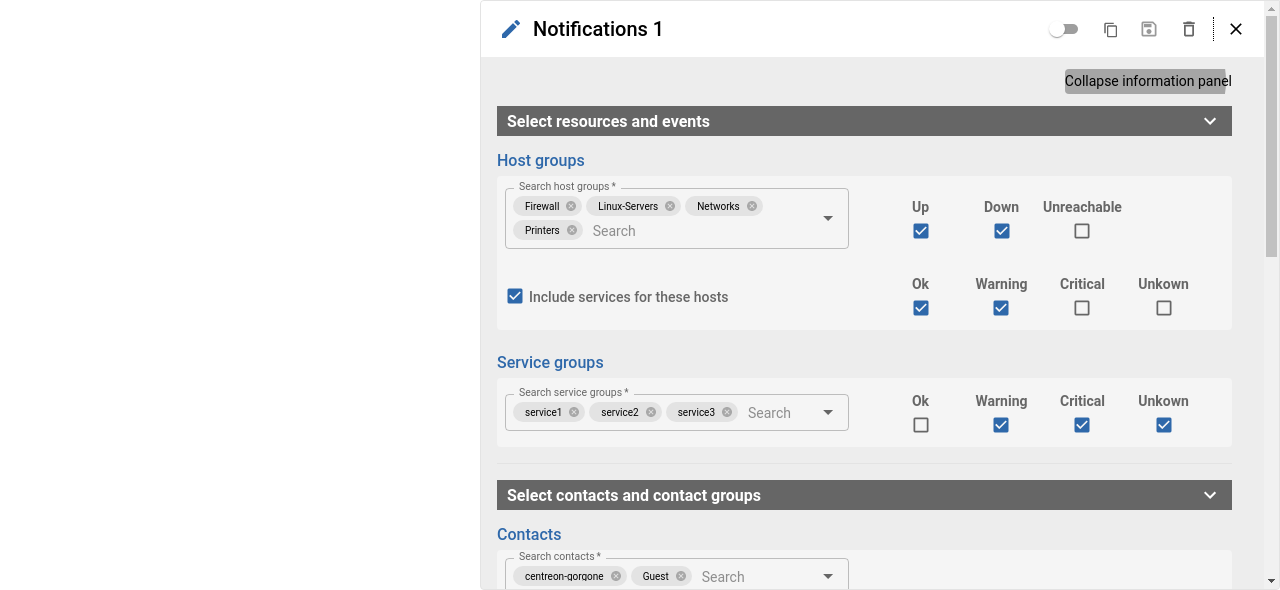 Notifications 1
Collapse information panel
Select resources and events
Host groups
Search host groups *
Firewall Linux-Servers Networks
Printers Search
Up Down Unreachable
Include services for these hosts
Ok Warning Critical Unkown
Service groups
Search service groups *
service1 service2 service3 Search
Ok Warning Critical Unkown
Select contacts and contact groups
Contacts
Search contacts *
centreon-gorgone Guest Search